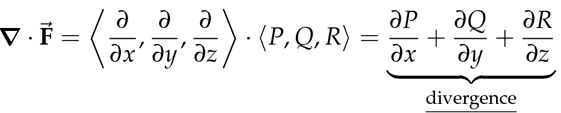 ∇ · F⃗ = ⟨∂/∂x, ∂/∂y, ∂/∂z⟩ · ⟨P, Q, R⟩ = ∂P/∂x + ∂Q/∂y + ∂R/∂z
divergence